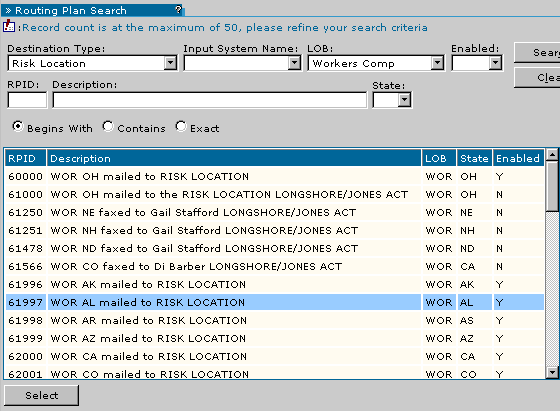 » Routing Plan Search ?
:Record count is at the maximum of 50, please refine your search criteria
Destination Type: Input System Name: LOB: Enabled:
Risk Location Workers Comp Sear
RPID: Description: State: Clea
Begins With Contains Exact
RPID Description LOB State Enabled
60000 WOR OH mailed to RISK LOCATION WOR OH Y
61000 WOR OH mailed to the RISK LOCATION LONGSHORE/JONES ACT WOR OH N
61250 WOR NE faxed to Gail Stafford LONGSHORE/JONES ACT WOR NE N
61251 WOR NH faxed to Gail Stafford LONGSHORE/JONES ACT WOR NH N
61478 WOR ND faxed to Gail Stafford LONGSHORE/JONES ACT WOR ND N
61566 WOR CO faxed to Di Barber LONGSHORE/JONES ACT WOR CA N
61996 WOR AK mailed to RISK LOCATION WOR AK Y
61997 WOR AL mailed to RISK LOCATION WOR AL Y
61998 WOR AR mailed to RISK LOCATION WOR AS Y
61999 WOR AZ mailed to RISK LOCATION WOR AZ Y
62000 WOR CA mailed to RISK LOCATION WOR CA Y
62001 WOR CO mailed to RISK LOCATION WOR CO Y
Select